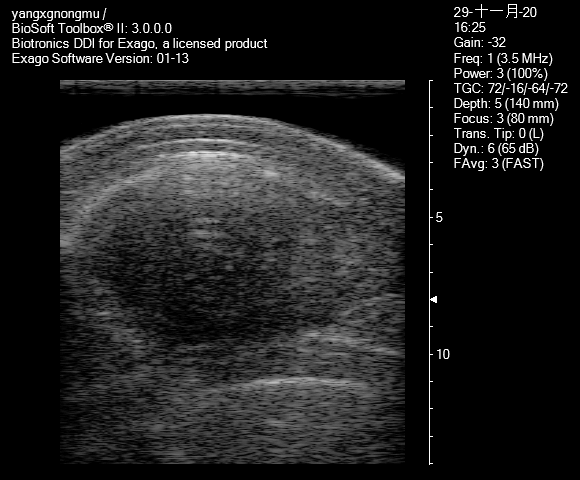 yangxgnongmu /
BioSoft Toolbox® II: 3.0.0.0
Biotronics DDI for Exago, a licensed product
Exago Software Version: 01-13
29-十一月-20
16:25
Gain: -32
Freq: 1 (3.5 MHz)
Power: 3 (100%)
TGC: 72/-16/-64/-72
Depth: 5 (140 mm)
Focus: 3 (80 mm)
Trans. Tip: 0 (L)
Dyn.: 6 (65 dB)
FAvg: 3 (FAST)
5
10